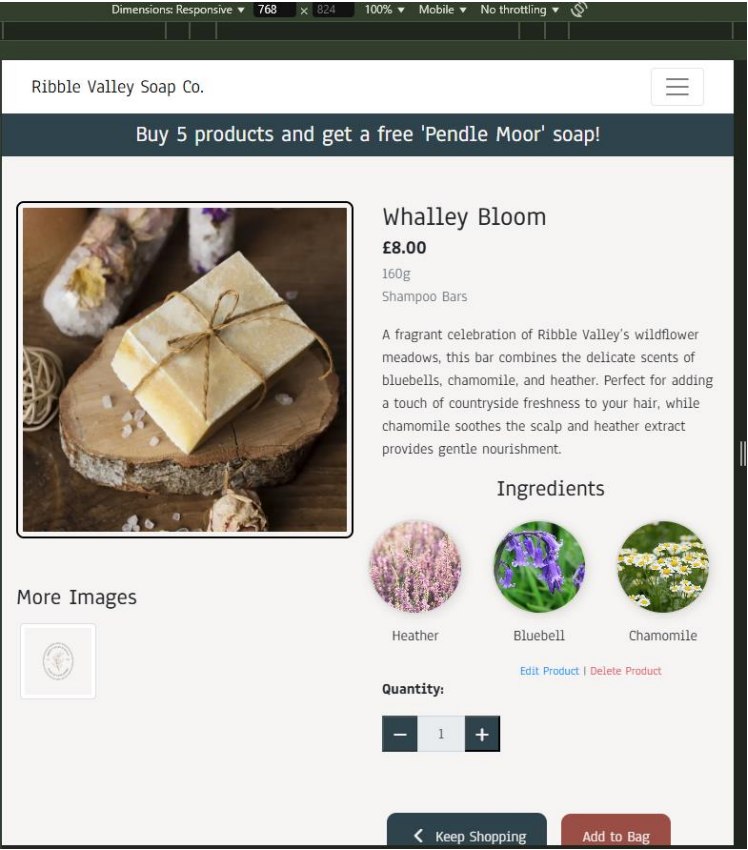 Dimensions: Responsive ▼ 768 × 824 100% ▼ Mobile ▼ No throttling ▼
Ribble Valley Soap Co.
Buy 5 products and get a free 'Pendle Moor' soap!
Whalley Bloom
£8.00
160g
Shampoo Bars
A fragrant celebration of Ribble Valley's wildflower
meadows, this bar combines the delicate scents of
bluebells, chamomile, and heather. Perfect for adding
a touch of countryside freshness to your hair, while
chamomile soothes the scalp and heather extract
provides gentle nourishment.
Ingredients
Heather Bluebell Chamomile
More Images
Edit Product | Delete Product
Quantity:
− 1 +
Keep Shopping Add to Bag